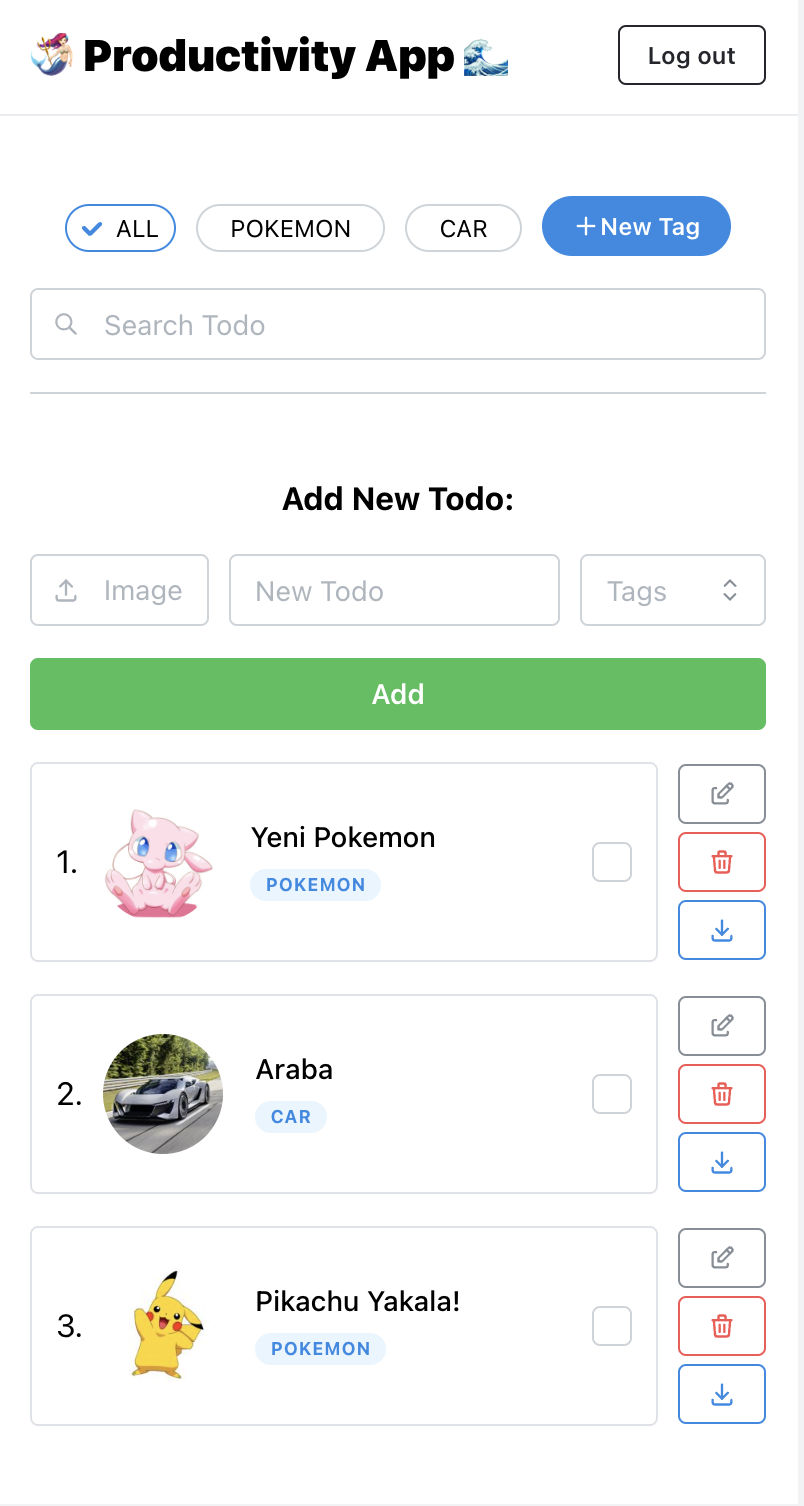 Productivity App
Log out
ALL
POKEMON
CAR
+New Tag
Search Todo
Add New Todo:
Image
New Todo
Tags
Add
1.
Yeni Pokemon
POKEMON
2.
Araba
CAR
3.
Pikachu Yakala!
POKEMON